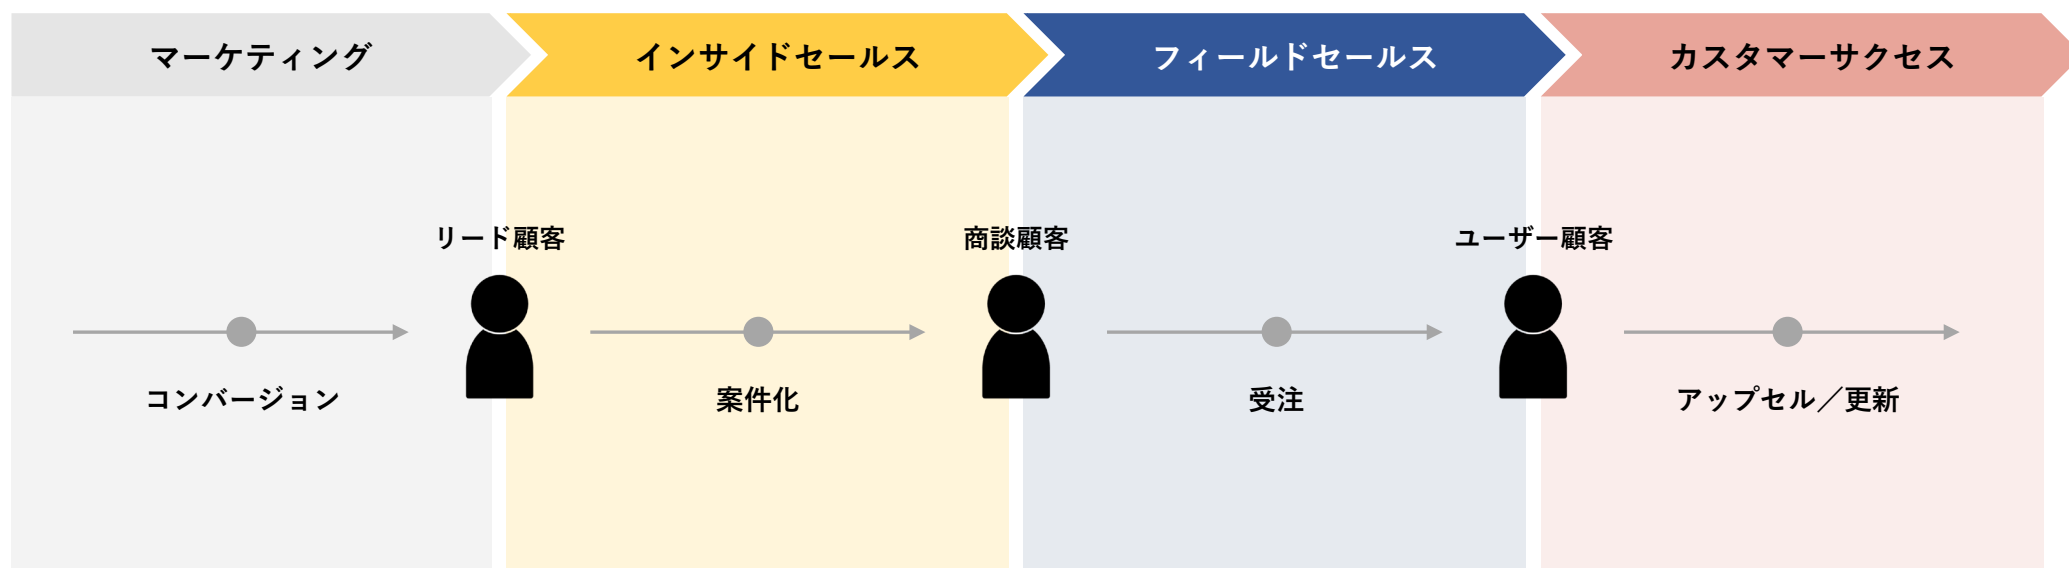 マーケティング
インサイドセールス
フィールドセールス
カスタマーサクセス
リード顧客
商談顧客
ユーザー顧客
コンバージョン
案件化
受注
アップセル／更新